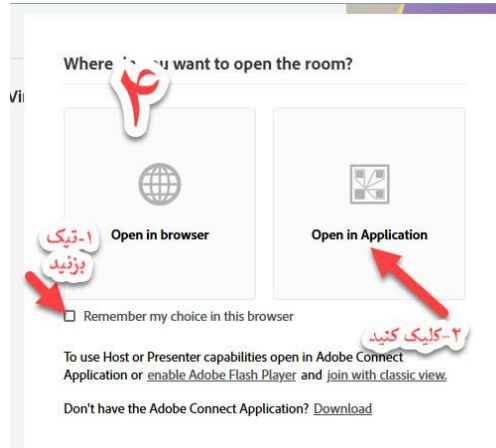 Where do you want to open the room?
۴
Vi
Open in browser
Open in Application
۱-تیک
بزنید
Remember my choice in this browser
۲-کلیک کنید
To use Host or Presenter capabilities open in Adobe Connect
Application or enable Adobe Flash Player and join with classic view.
Don't have the Adobe Connect Application? Download